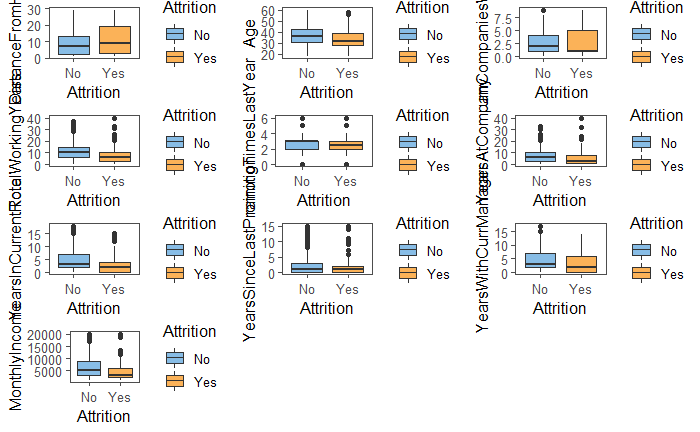 DistanceFromH
30
20
10
0
No Yes
Attrition
Attrition
No
Yes
Age
60
50
40
30
20
No Yes
Attrition
Attrition
No
Yes
7.5
5.0
2.5
0.0
No Yes
Attrition
Attrition
No
Yes
40
30
20
10
0
No Yes
Attrition
Attrition
No
Yes
TimesLastYear
6
4
2
0
No Yes
Attrition
Attrition
No
Yes
AtCompany
40
30
20
10
0
No Yes
Attrition
Attrition
No
Yes
YearsInCurrentRole
15
10
5
0
No Yes
Attrition
Attrition
No
Yes
YearsSinceLastPromotion
15
10
5
0
No Yes
Attrition
Attrition
No
Yes
YearsWithCurrManager
15
10
5
0
No Yes
Attrition
Attrition
No
Yes
MonthlyIncome
20000
15000
10000
5000
No Yes
Attrition
Attrition
No
Yes